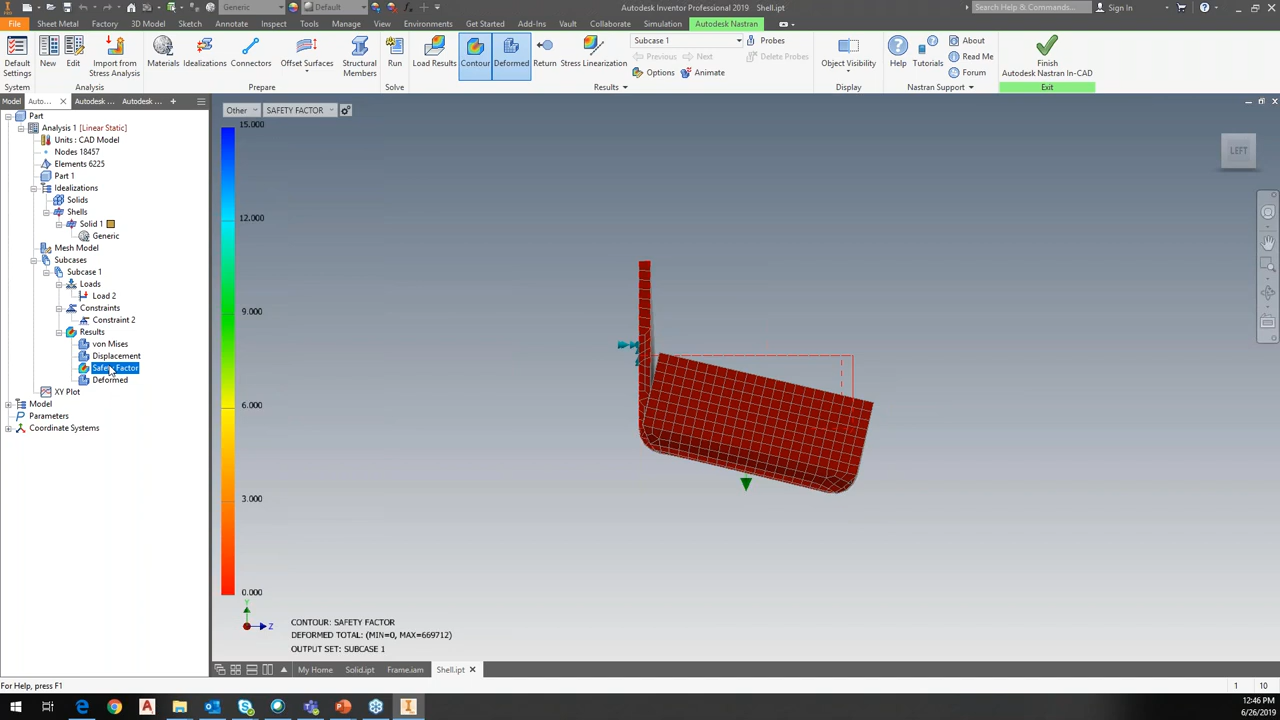 Generic
Default
Autodesk Inventor Professional 2019   Shell.ipt
Search Help & Commands...
Sign In
File
Sheet Metal
Factory
3D Model
Sketch
Annotate
Inspect
Tools
Manage
View
Environments
Get Started
Add-Ins
Vault
Collaborate
Simulation
Autodesk Nastran
Default Settings
New
Edit
Import from Stress Analysis
Materials
Idealizations
Connectors
Offset Surfaces
Structural Members
Run
Load Results
Contour
Deformed
Return
Stress Linearization
Subcase 1
Previous
Next
Options
Animate
Probes
Delete Probes
Object Visibility
Help
Tutorials
About
Read Me
Forum
Finish Autodesk Nastran In-CAD
System
Analysis
Prepare
Solve
Results
Display
Nastran Support
Exit
Model
Auto...
Autodesk ...
Autodesk ...
Part
Analysis 1 [Linear Static]
Units : CAD Model
Nodes 18457
Elements 6225
Part 1
Idealizations
Solids
Shells
Solid 1
Generic
Mesh Model
Subcases
Subcase 1
Loads
Load 2
Constraints
Constraint 2
Results
von Mises
Displacement
Safety Factor
Deformed
XY Plot
Model
Parameters
Coordinate Systems
Other
SAFETY FACTOR
15.000
12.000
9.000
6.000
3.000
0.000
LEFT
Y
Z
CONTOUR: SAFETY FACTOR
DEFORMED TOTAL: (MIN=0, MAX=669712)
OUTPUT SET: SUBCASE 1
My Home
Solid.ipt
Frame.iam
Shell.ipt
For Help, press F1
1
10
12:46 PM
6/26/2019